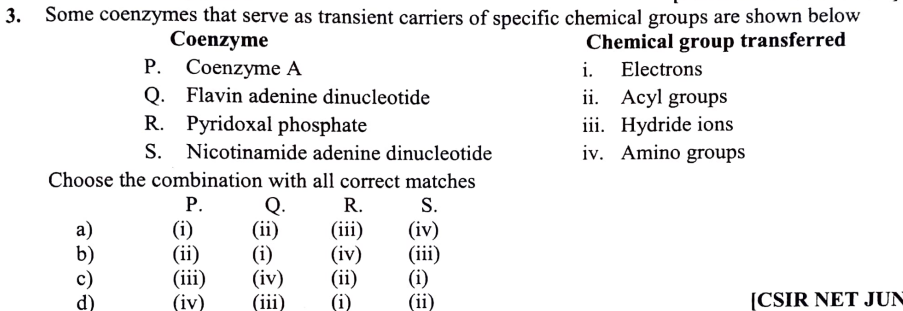 3. Some coenzymes that serve as transient carriers of specific chemical groups are shown below
Coenzyme Chemical group transferred
P. Coenzyme A i. Electrons
Q. Flavin adenine dinucleotide ii. Acyl groups
R. Pyridoxal phosphate iii. Hydride ions
S. Nicotinamide adenine dinucleotide iv. Amino groups
Choose the combination with all correct matches
P. Q. R. S.
a) (i) (ii) (iii) (iv)
b) (ii) (i) (iv) (iii)
c) (iii) (iv) (ii) (i)
d) (iv) (iii) (i) (ii) [CSIR NET JUN